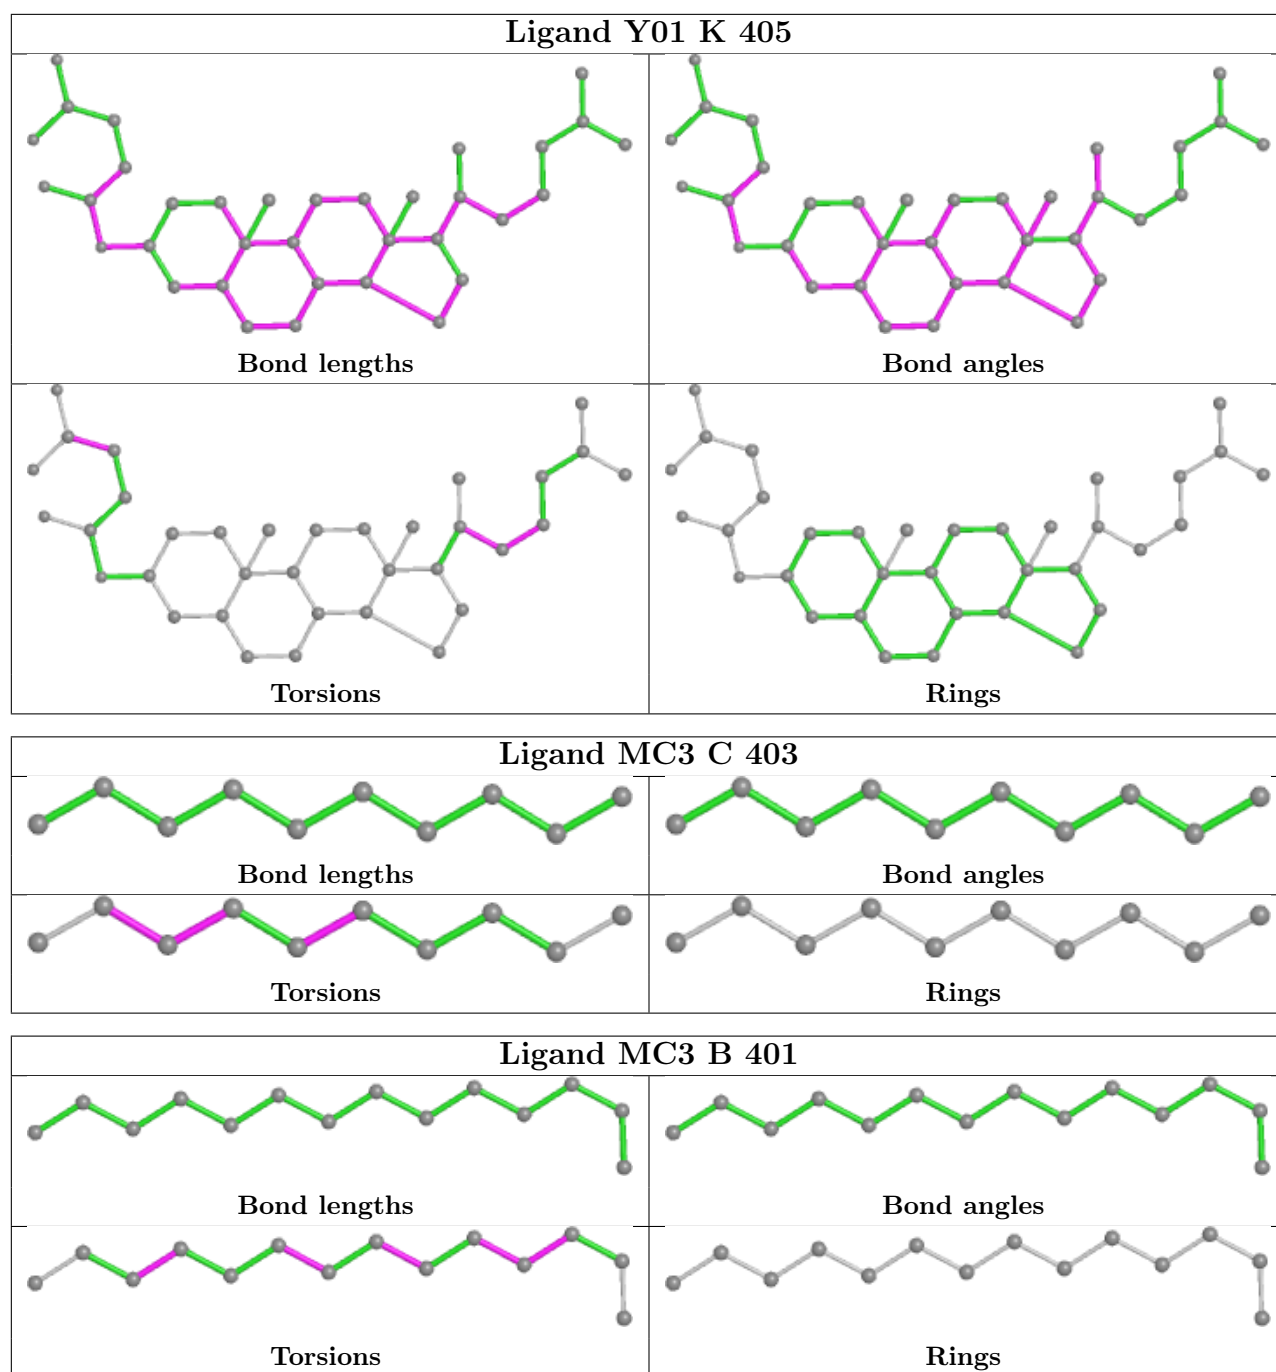 Ligand Y01 K 405
Bond lengths
Bond angles
Torsions
Rings
Ligand MC3 C 403
Bond lengths
Bond angles
Torsions
Rings
Ligand MC3 B 401
Bond lengths
Bond angles
Torsions
Rings